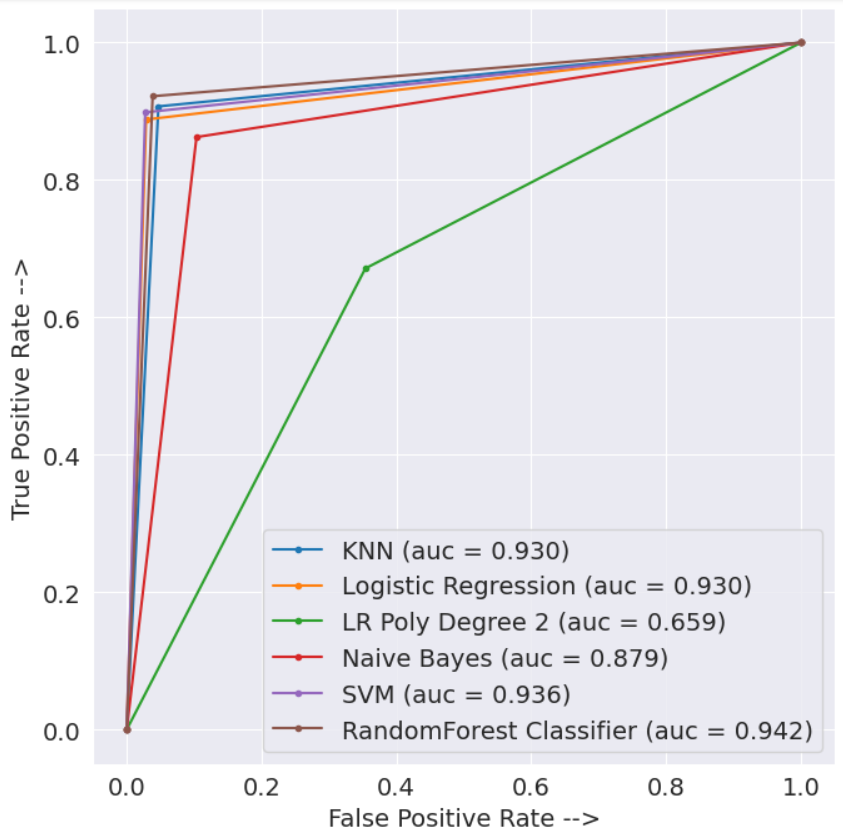 1.0
0.8
0.6
0.4
0.2
0.0
True Positive Rate -->
KNN (auc = 0.930)
Logistic Regression (auc = 0.930)
LR Poly Degree 2 (auc = 0.659)
Naive Bayes (auc = 0.879)
SVM (auc = 0.936)
RandomForest Classifier (auc = 0.942)
0.0 0.2 0.4 0.6 0.8 1.0
False Positive Rate -->